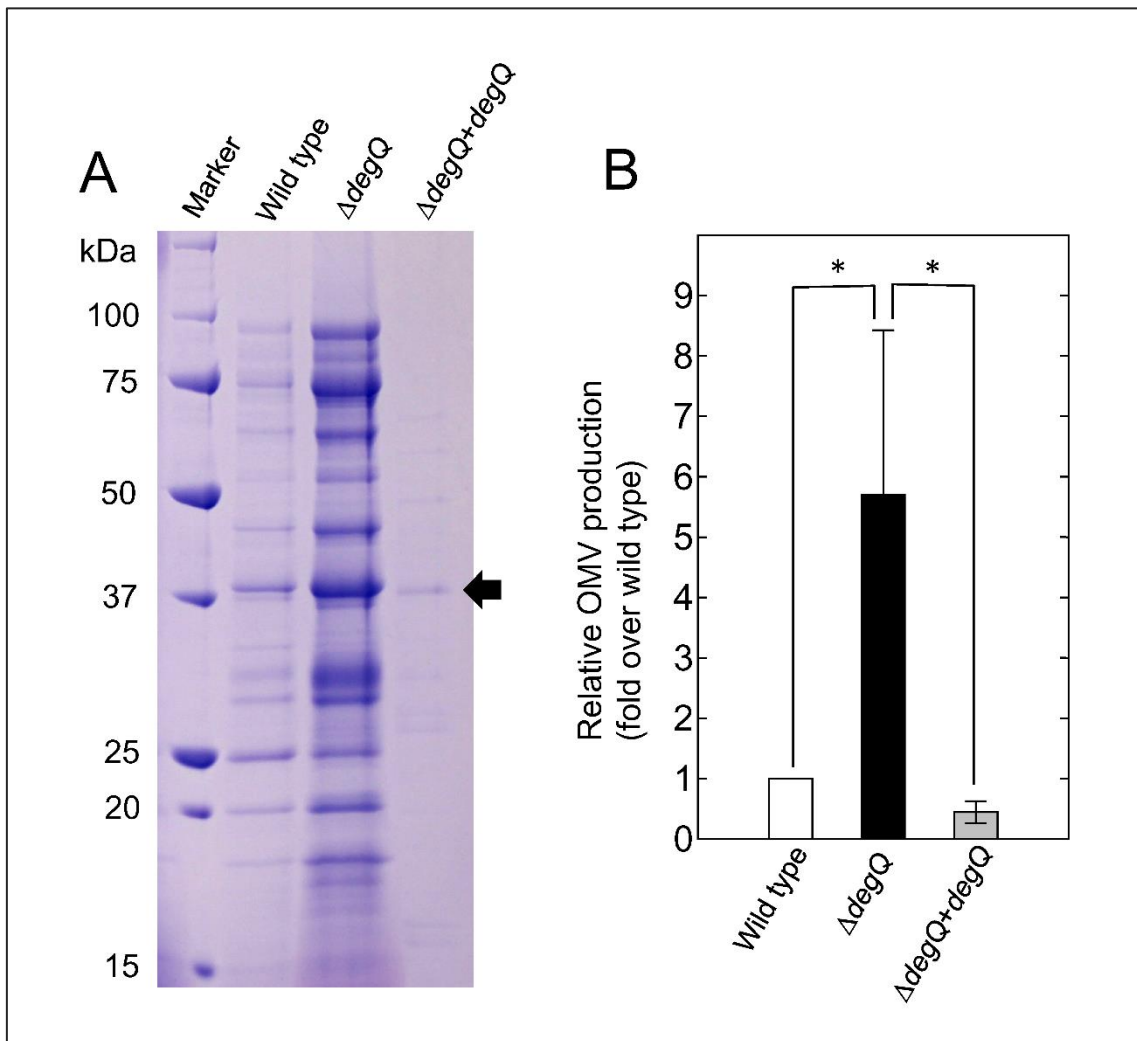 A
Marker
Wild type
ΔdegQ
ΔdegQ+degQ
kDa
100
75
50
37
25
20
15
B
Relative OMV production
(fold over wild type)
9
8
7
6
5
4
3
2
1
0
*
*
Wild type
ΔdegQ
ΔdegQ+degQ